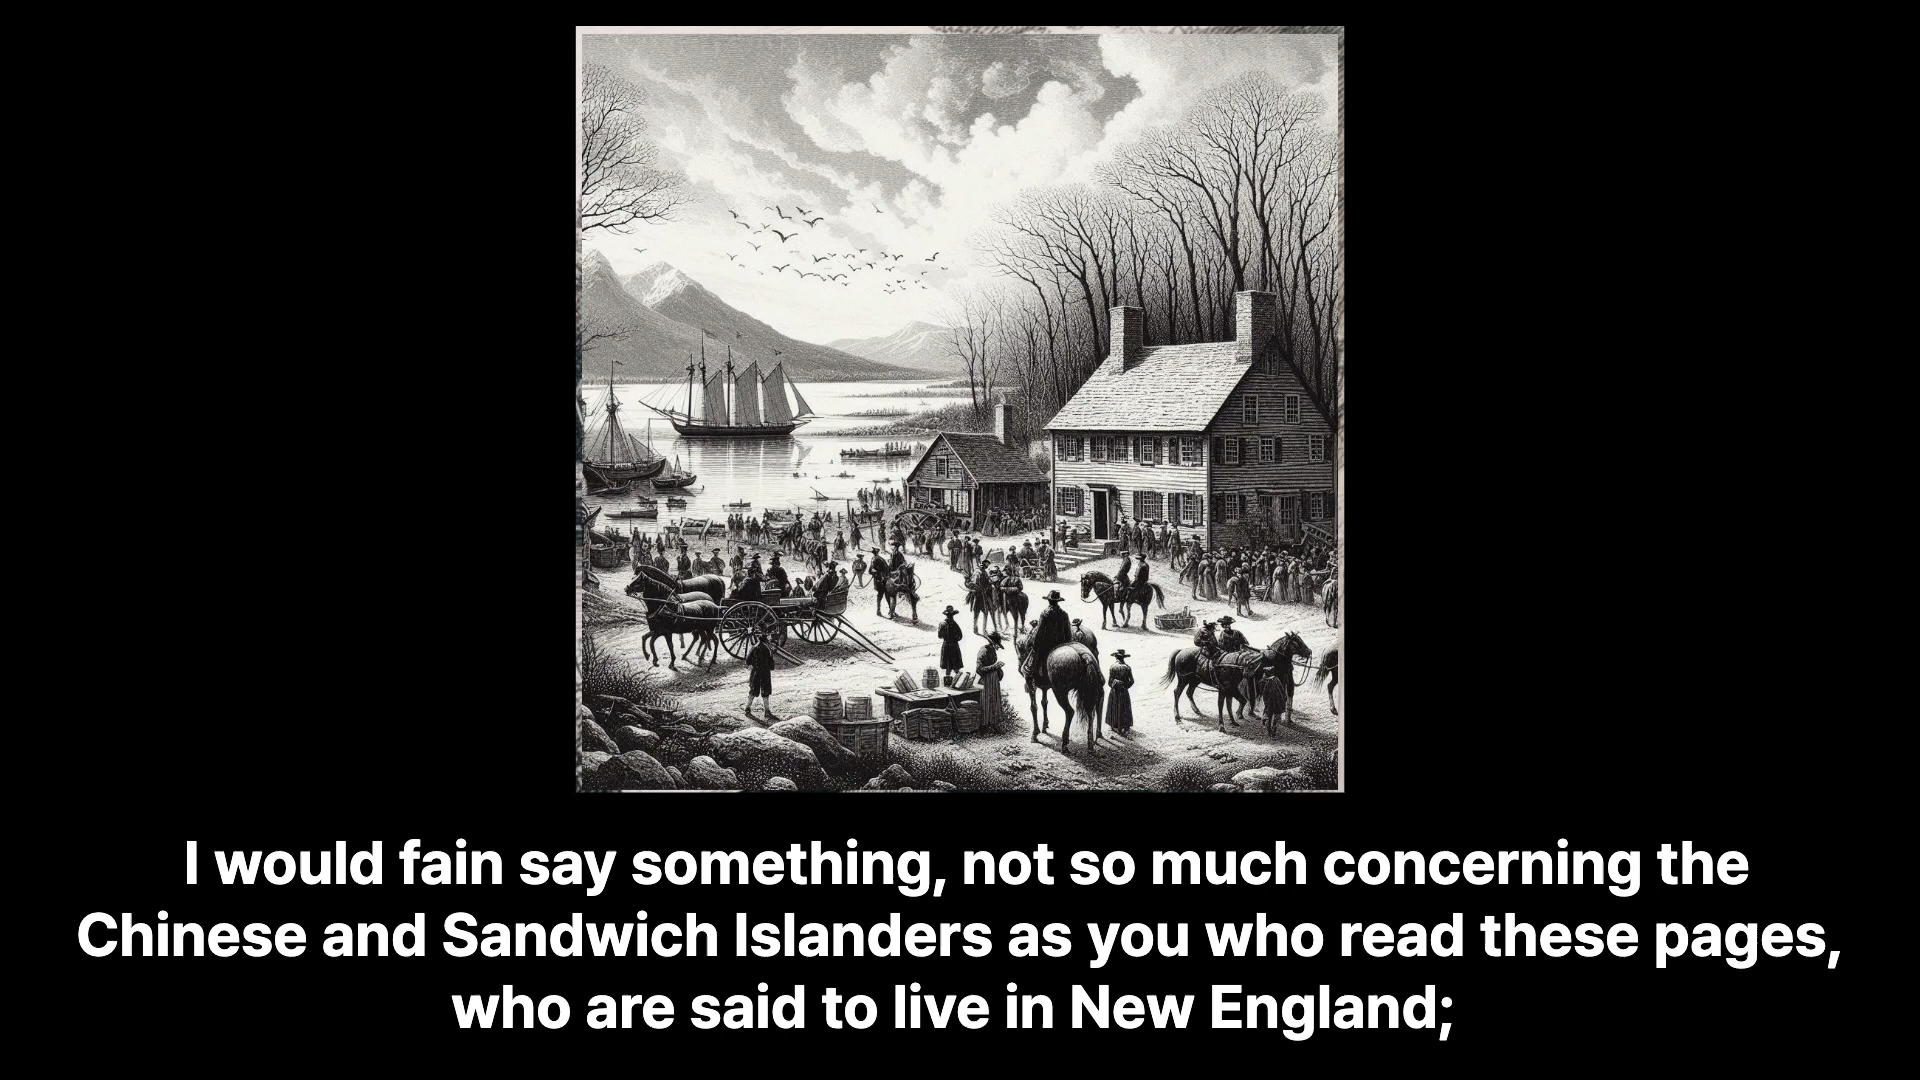 I would fain say something, not so much concerning the
Chinese and Sandwich Islanders as you who read these pages,
who are said to live in New England;